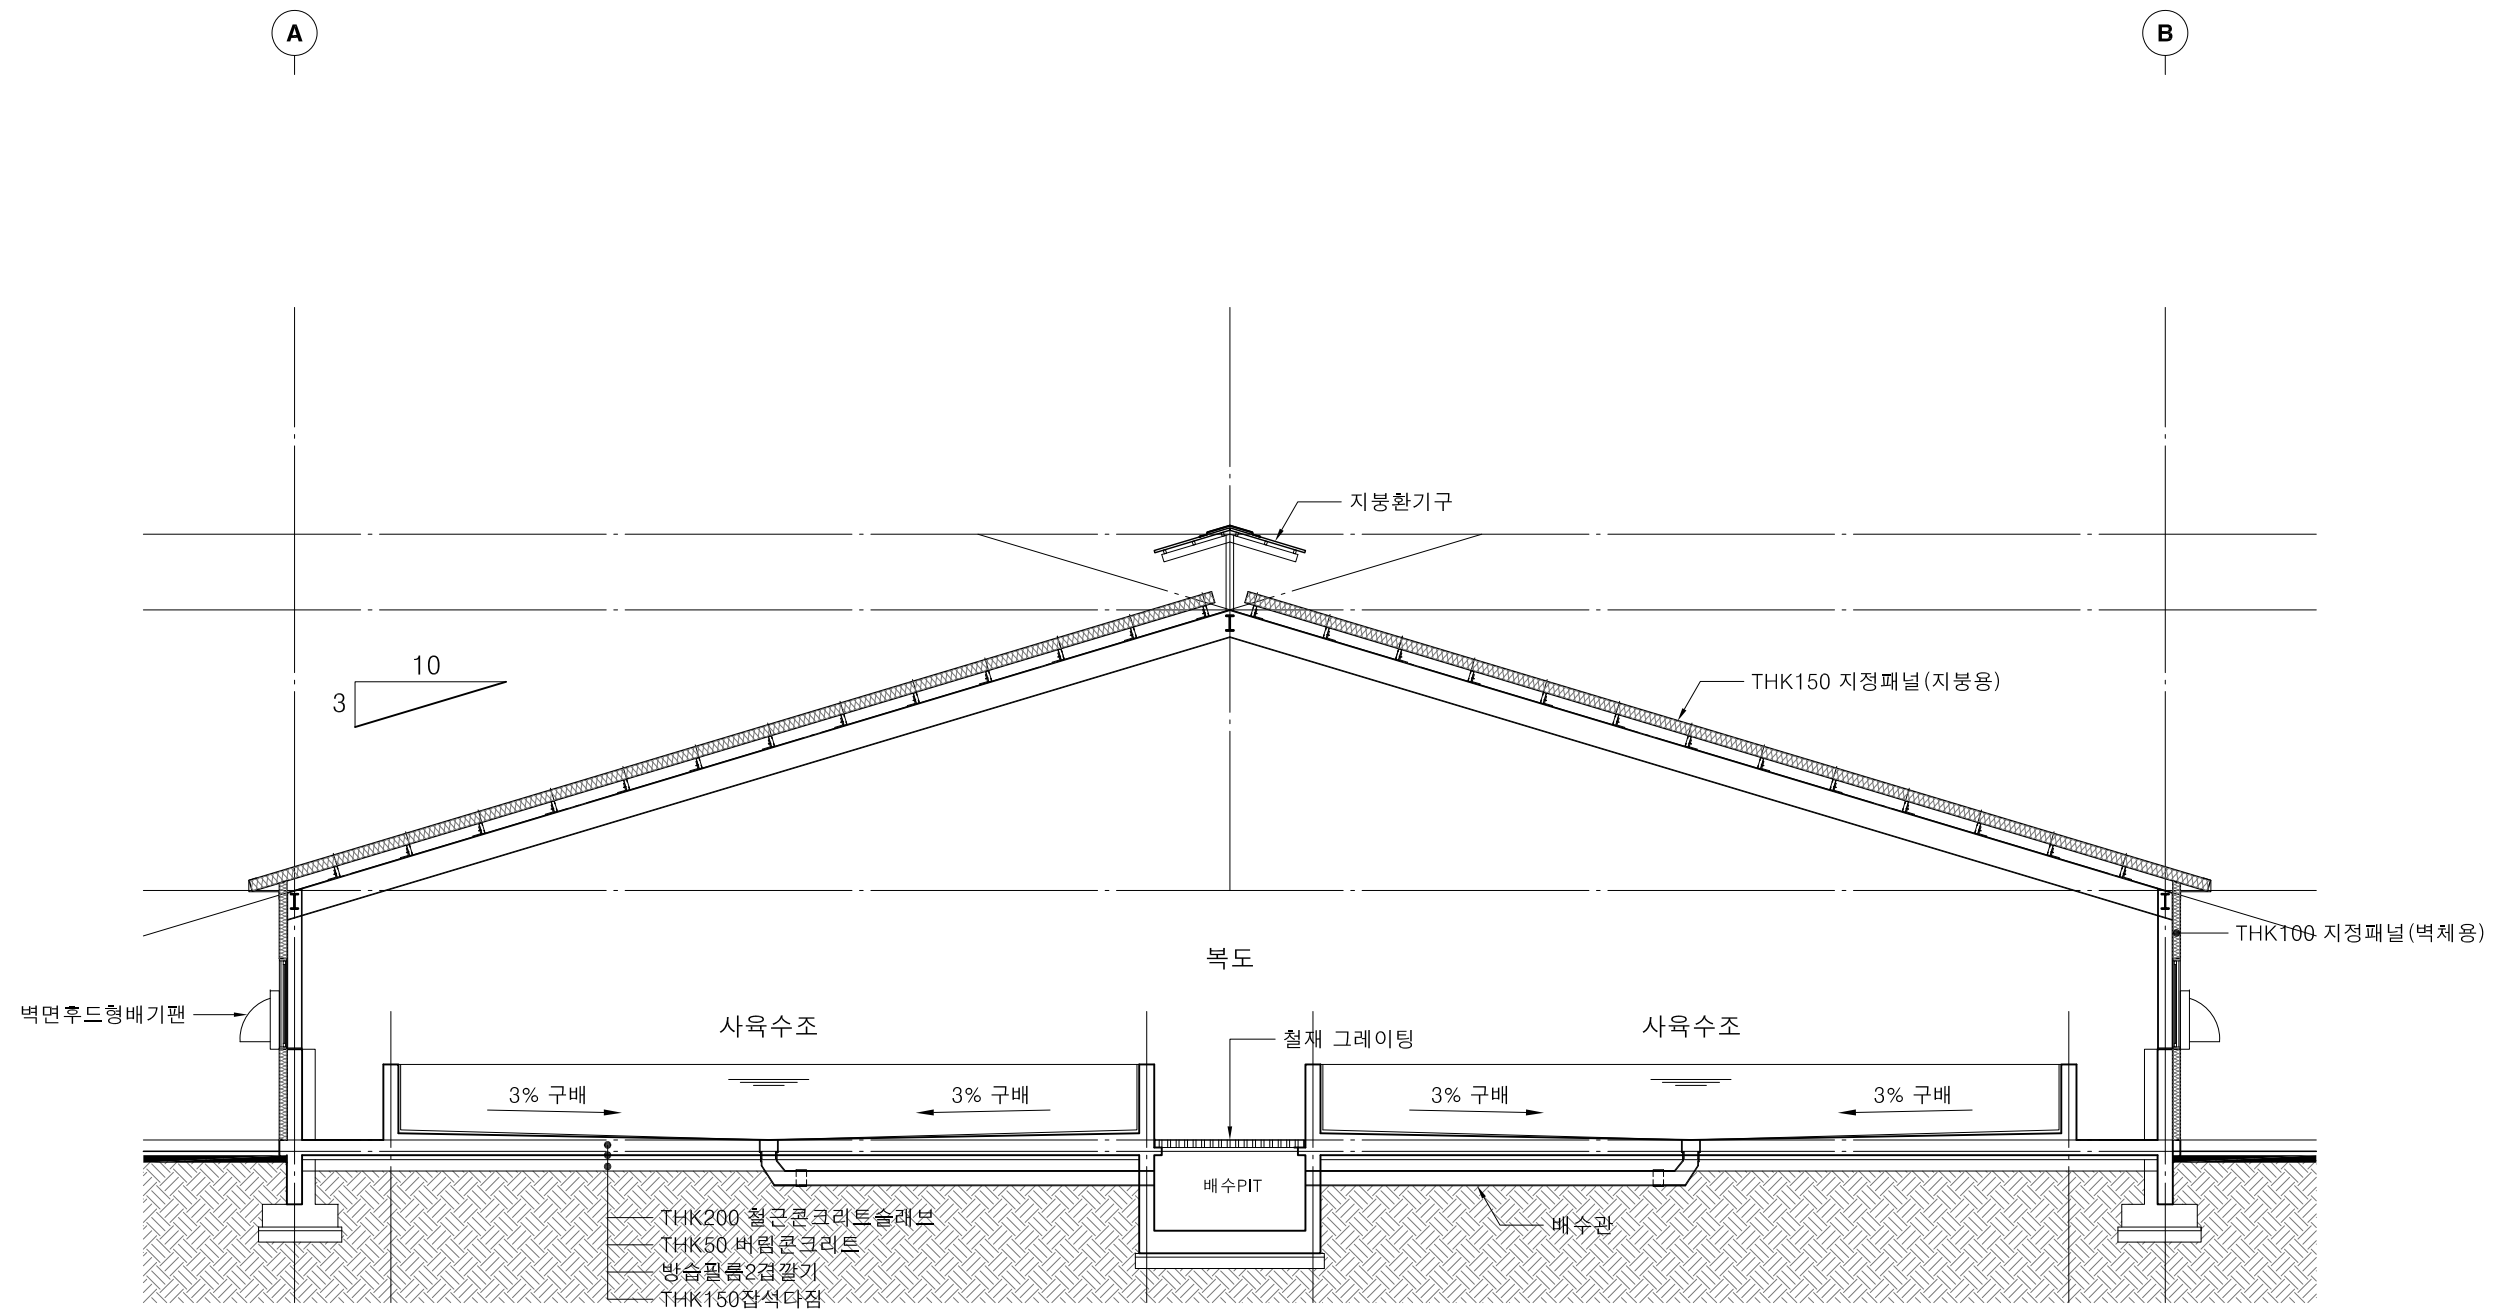 A
B
지붕환기구
10
3
THK150 지정패널(지붕용)
THK100 지정패널(벽체용)
복도
벽면후드형배기팬
사육수조
사육수조
철재 그레이팅
3% 구배
3% 구배
3% 구배
3% 구배
배수PIT
THK200 철근콘크리트슬래브
배수관
THK50 버림콘크리트
방습필름2겹깔기
THK150잡석다짐